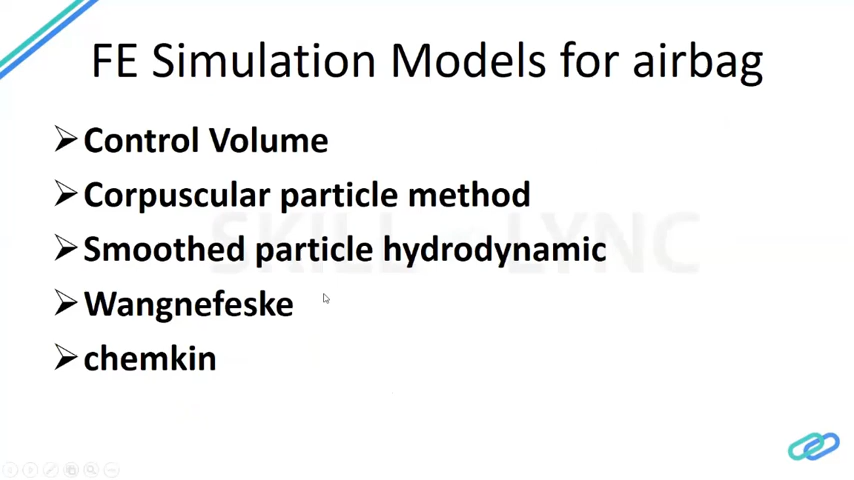 FE Simulation Models for airbag
Control Volume
Corpuscular particle method
Smoothed particle hydrodynamic
Wangnefeske
chemkin
SKILL LYNC